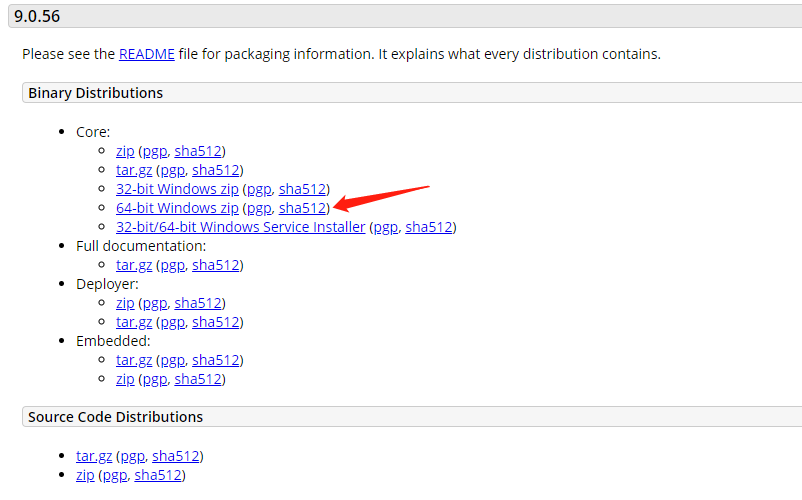 9.0.56
Please see the README file for packaging information. It explains what every distribution contains.
Binary Distributions
Core:
zip (pgp, sha512)
tar.gz (pgp, sha512)
32-bit Windows zip (pgp, sha512)
64-bit Windows zip (pgp, sha512)
32-bit/64-bit Windows Service Installer (pgp, sha512)
Full documentation:
tar.gz (pgp, sha512)
Deployer:
zip (pgp, sha512)
tar.gz (pgp, sha512)
Embedded:
tar.gz (pgp, sha512)
zip (pgp, sha512)
Source Code Distributions
tar.gz (pgp, sha512)
zip (pgp, sha512)